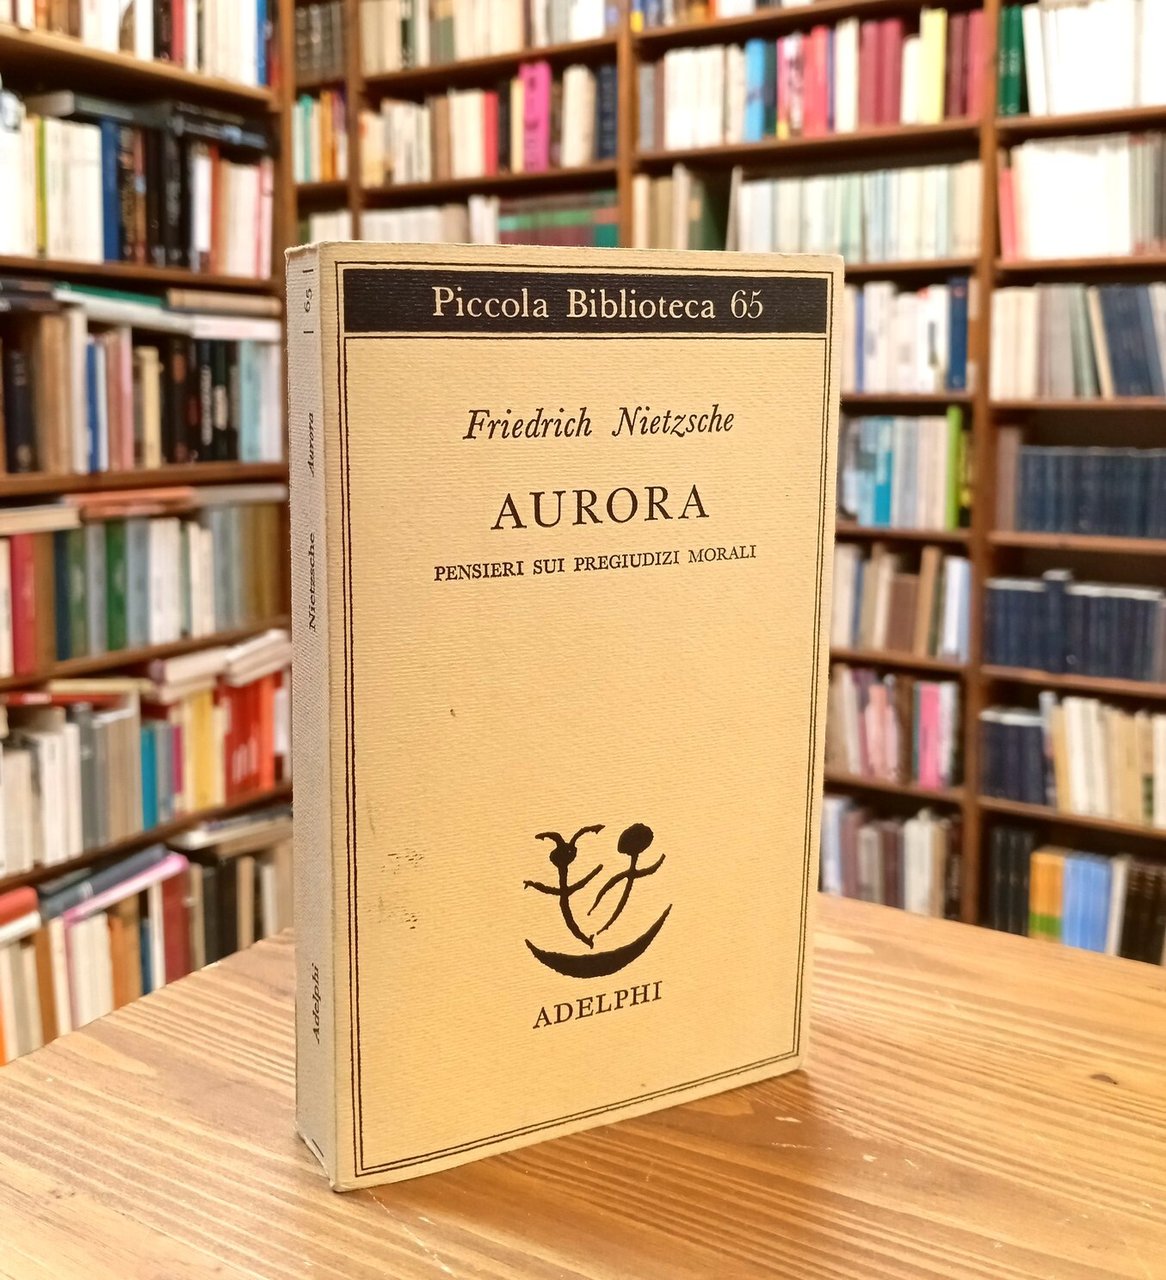 Piccola Biblioteca 65
Friedrich Nietzsche
AURORA
PENSIERI SUI PREGIUDIZI MORALI
ADELPHI
65
Nietzsche Aurora
Adelphi